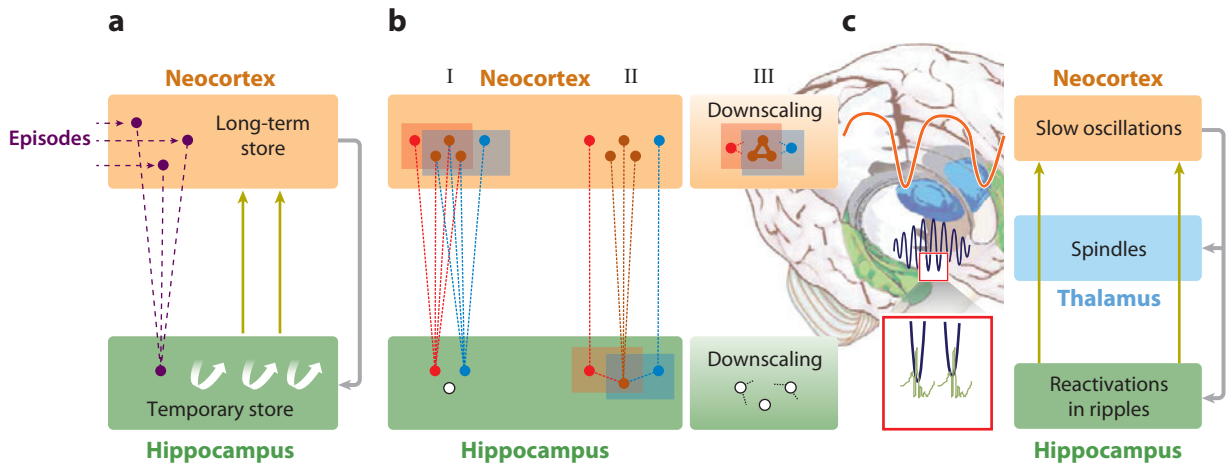 a
Neocortex
Episodes
Long-term
store
Temporary store
Hippocampus
b
I
Neocortex
II
III
Downscaling
Downscaling
Hippocampus
c
Neocortex
Slow oscillations
Spindles
Thalamus
Reactivations
in ripples
Hippocampus